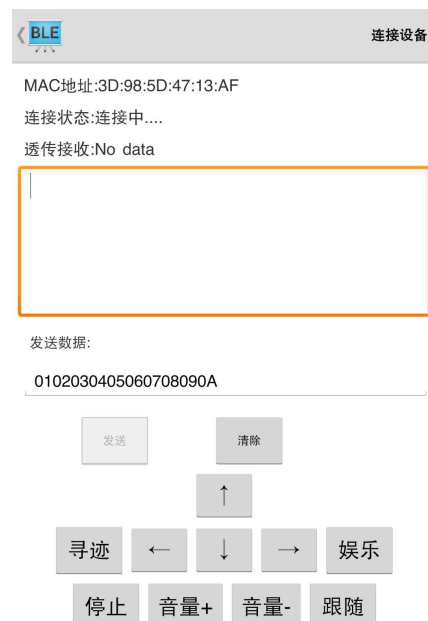 BLE 连接设备
MAC地址:3D:98:5D:47:13:AF
连接状态:连接中....
透传接收:No data
发送数据:
0102030405060708090A
发送 清除
↑
寻迹 ← ↓ → 娱乐
停止 音量+ 音量- 跟随